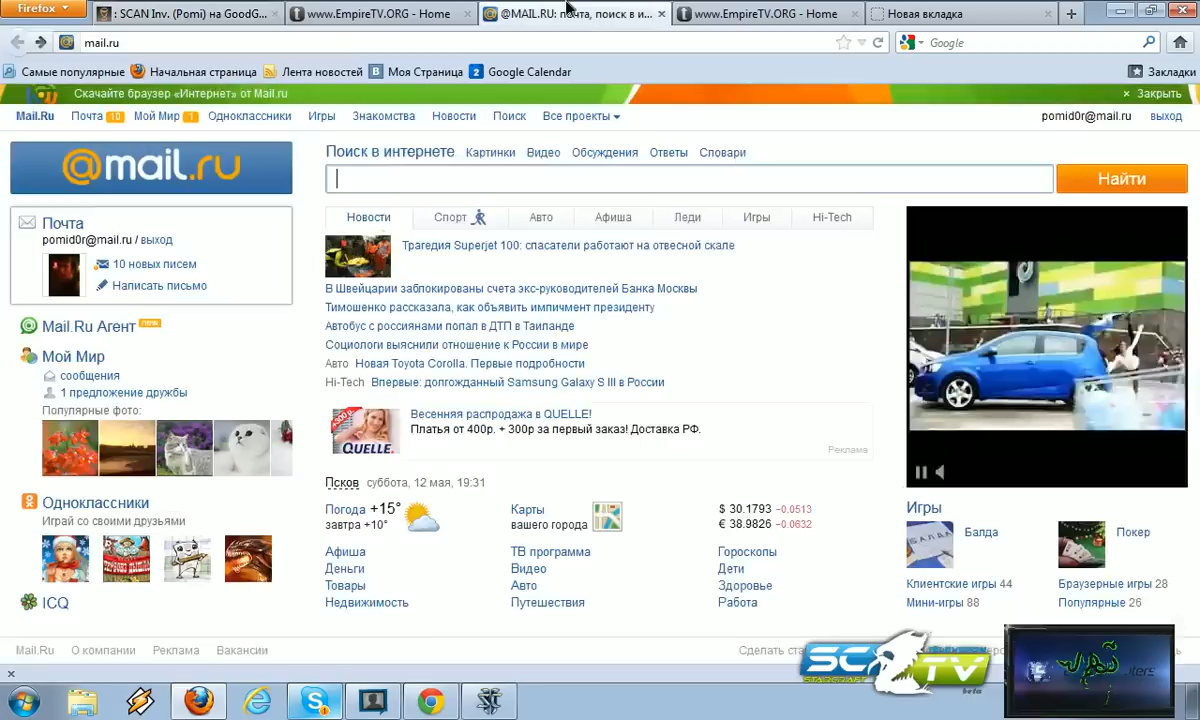 Firefox
: SCAN Inv. (Pomi) на GoodG...
www.EmpireTV.ORG - Home
@MAIL.RU: почта, поиск в и...
www.EmpireTV.ORG - Home
Новая вкладка
mail.ru
Google
Самые популярные
Начальная страница
Лента новостей
Моя Страница
Google Calendar
Закладки
Скачайте браузер «Интернет» от Mail.ru
× Закрыть
Mail.Ru Почта 10 Мой Мир 1 Одноклассники Игры Знакомства Новости Поиск Все проекты
pomid0r@mail.ru выход
@mail.ru
Поиск в интернете Картинки Видео Обсуждения Ответы Словари
Найти
Почта
pomid0r@mail.ru / выход
10 новых писем
Написать письмо
Mail.Ru Агент new
Мой Мир
сообщения
1 предложение дружбы
Популярные фото:
Одноклассники
Играй со своими друзьями
ICQ
Новости Спорт Авто Афиша Леди Игры Hi-Tech
Трагедия Superjet 100: спасатели работают на отвесной скале
В Швейцарии заблокированы счета экс-руководителей Банка Москвы
Тимошенко рассказала, как объявить импичмент президенту
Автобус с россиянами попал в ДТП в Таиланде
Социологи выяснили отношение к России в мире
Авто Новая Toyota Corolla. Первые подробности
Hi-Tech Впервые: долгожданный Samsung Galaxy S III в России
QUELLE.
Весенняя распродажа в QUELLE!
Платья от 400р. + 300р за первый заказ! Доставка РФ.
Реклама
Псков суббота, 12 мая, 19:31
Погода +15°
завтра +10°
Карты
вашего города
$ 30.1793 -0.0513
€ 38.9826 -0.0632
Афиша ТВ программа Гороскопы
Деньги Видео Дети
Товары Авто Здоровье
Недвижимость Путешествия Работа
Игры
БАЛДА
Балда
Покер
Клиентские игры 44
Браузерные игры 28
Мини-игры 88
Популярные 26
Mail.Ru О компании Реклама Вакансии
STARCRAFT
TV
beta